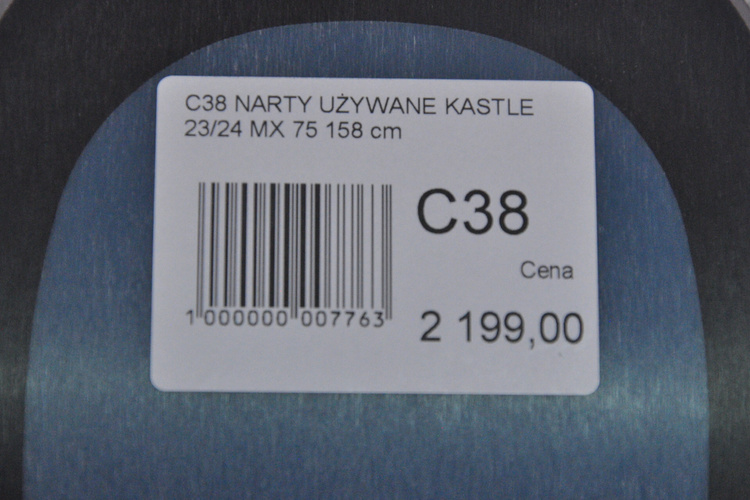 C38 NARTY UŻYWANE KASTLE
23/24 MX 75 158 cm
C38
Cena
1 000000 007763
2 199,00